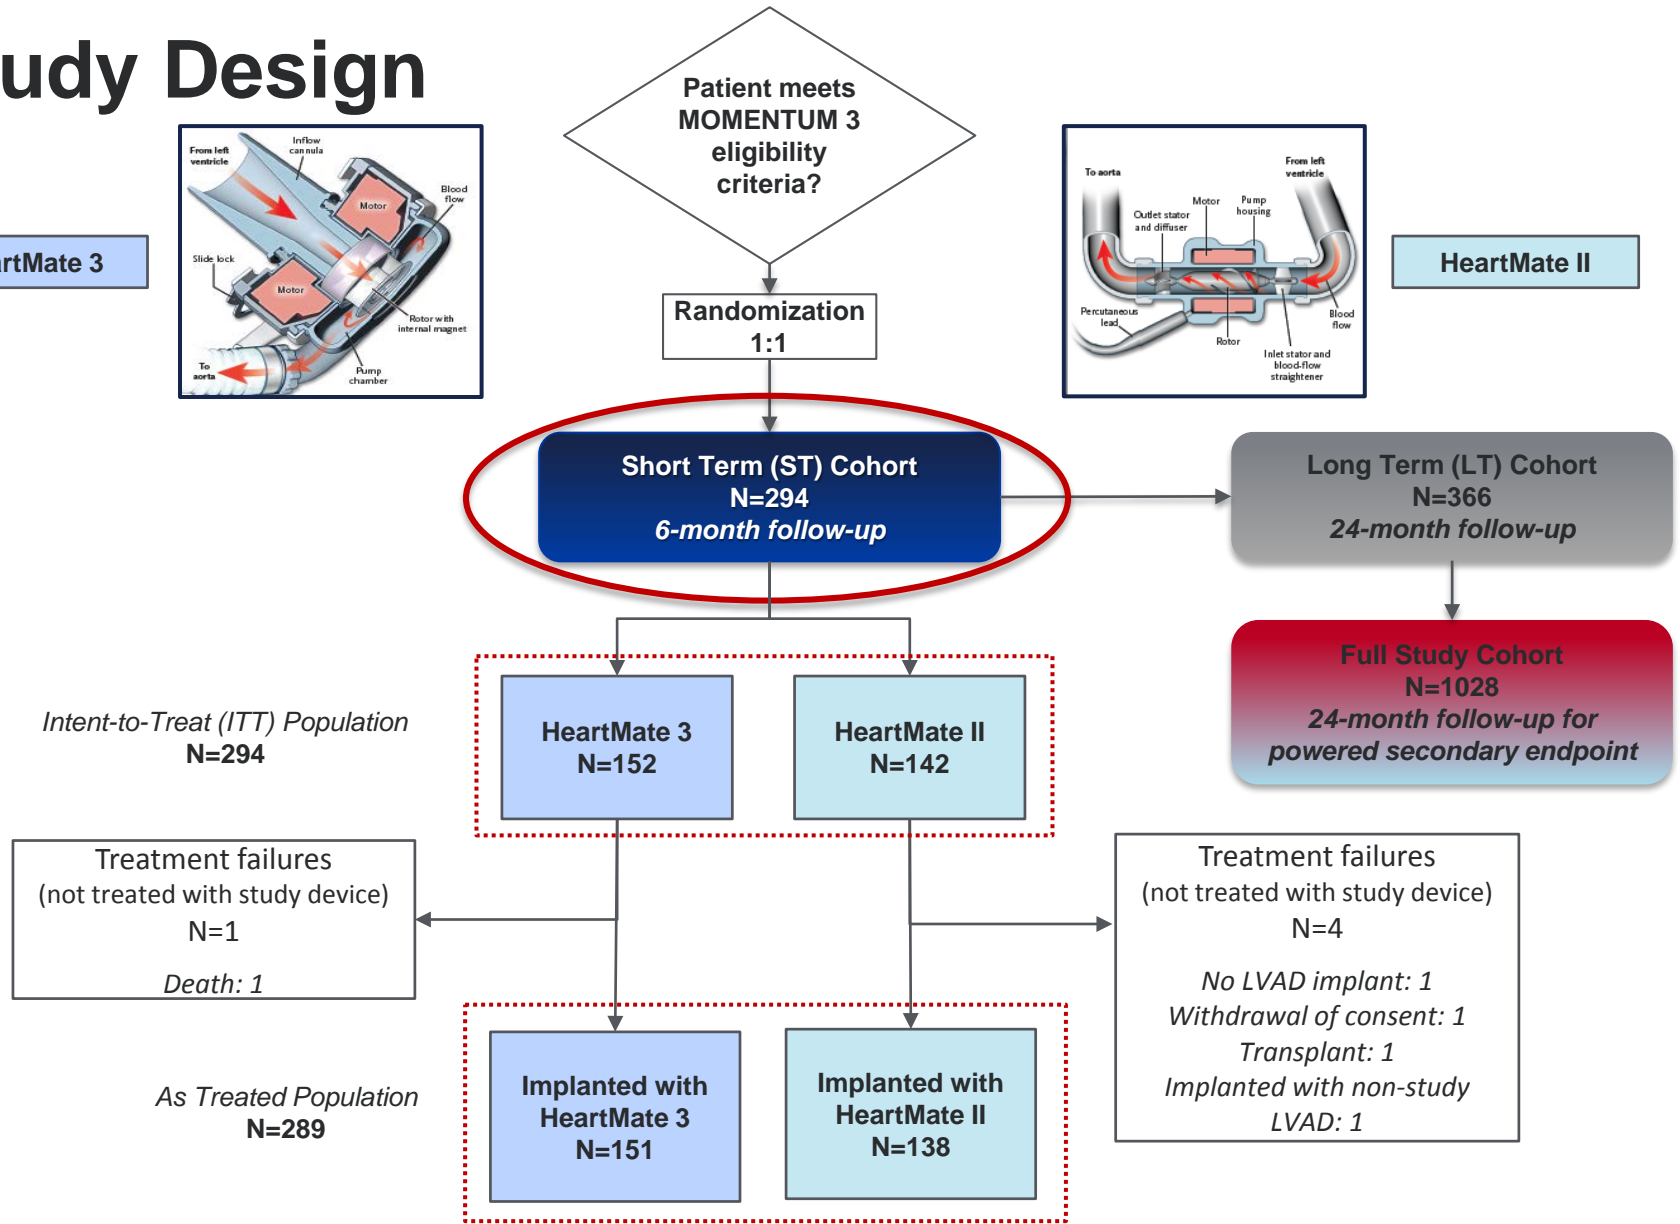 udy Design
Patient meets
MOMENTUM 3
eligibility
criteria?
Inflow
cannula
From left
ventricle
Blood
flow
Motor
Slide lock
Motor
Rotor with
internal magnet
To
aorta
Pump
chamber
artMate 3
From left
ventricle
To aorta
Motor
Pump
housing
Outlet stator
and diffuser
Percutaneous
lead
Rotor
Blood
flow
Inlet stator and
blood-flow
straightener
HeartMate II
Randomization
1:1
Short Term (ST) Cohort
N=294
6-month follow-up
Long Term (LT) Cohort
N=366
24-month follow-up
Full Study Cohort
N=1028
24-month follow-up for
powered secondary endpoint
Intent-to-Treat (ITT) Population
N=294
HeartMate 3
N=152
HeartMate II
N=142
Treatment failures
(not treated with study device)
N=1
Death: 1
Treatment failures
(not treated with study device)
N=4
No LVAD implant: 1
Withdrawal of consent: 1
Transplant: 1
Implanted with non-study
LVAD: 1
As Treated Population
N=289
Implanted with
HeartMate 3
N=151
Implanted with
HeartMate II
N=138